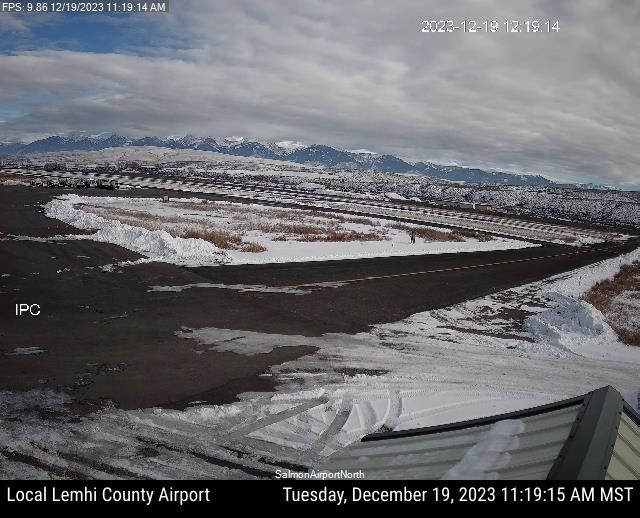 FPS: 9.86 12/19/2023 11:19:14 AM
2023-12-19 12:19:14
IPC
SalmonAirportNorth
Local Lemhi County Airport
Tuesday, December 19, 2023 11:19:15 AM MST